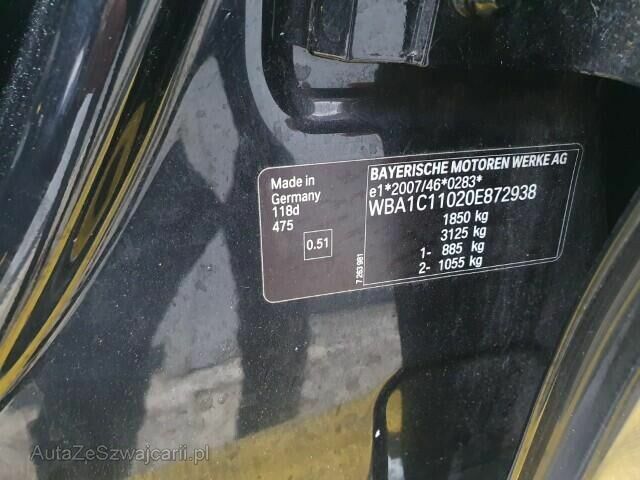 Made in
Germany
118d
475
0.51
7 263 981
BAYERISCHE MOTOREN WERKE AG
e1*2007/46*0283*
WBA1C11020E872938
1850 kg
3125 kg
1- 885 kg
2- 1055 kg
AutaZeSzwajcarii.pl